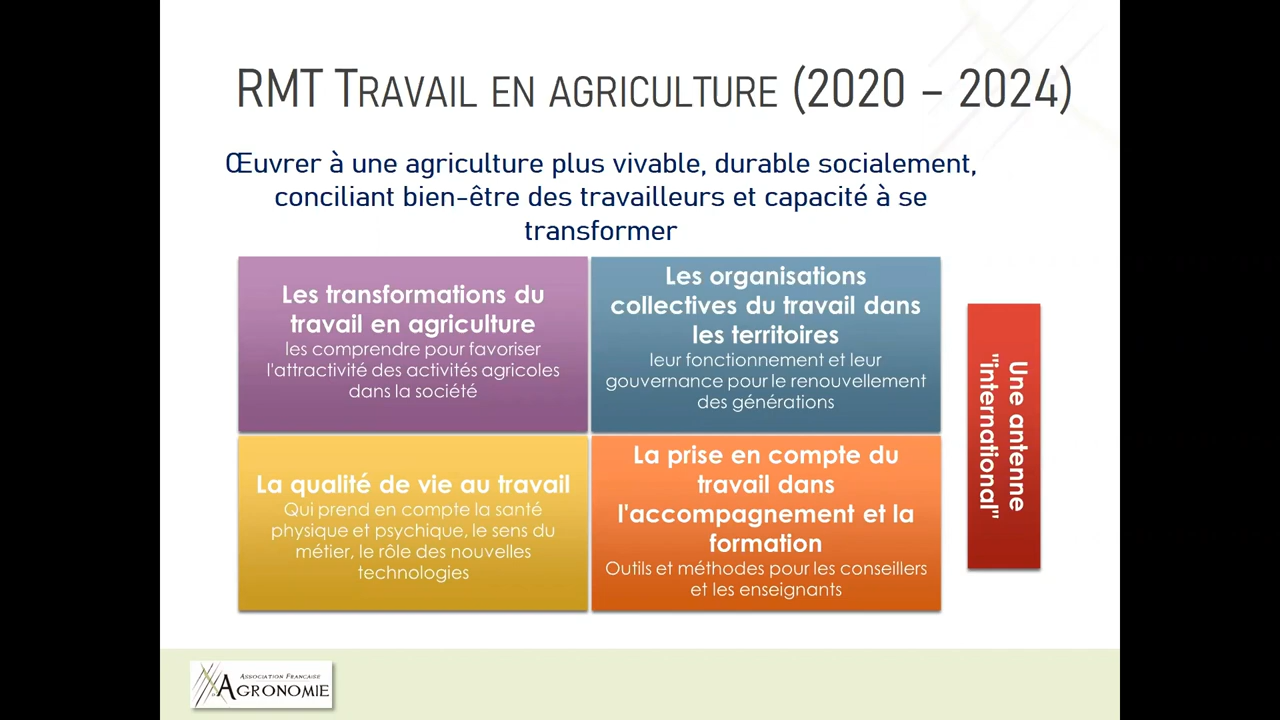 RMT Travail en agriculture (2020 – 2024)
Œuvrer à une agriculture plus vivable, durable socialement,
conciliant bien-être des travailleurs et capacité à se
transformer
Les transformations du
travail en agriculture
les comprendre pour favoriser
l'attractivité des activités agricoles
dans la société
Les organisations
collectives du travail dans
les territoires
leur fonctionnement et leur
gouvernance pour le renouvellement
des générations
La qualité de vie au travail
Qui prend en compte la santé
physique et psychique, le sens du
métier, le rôle des nouvelles
technologies
La prise en compte du
travail dans
l'accompagnement et la
formation
Outils et méthodes pour les conseillers
et les enseignants
Une antenne
"international"
Association Française
Agronomie